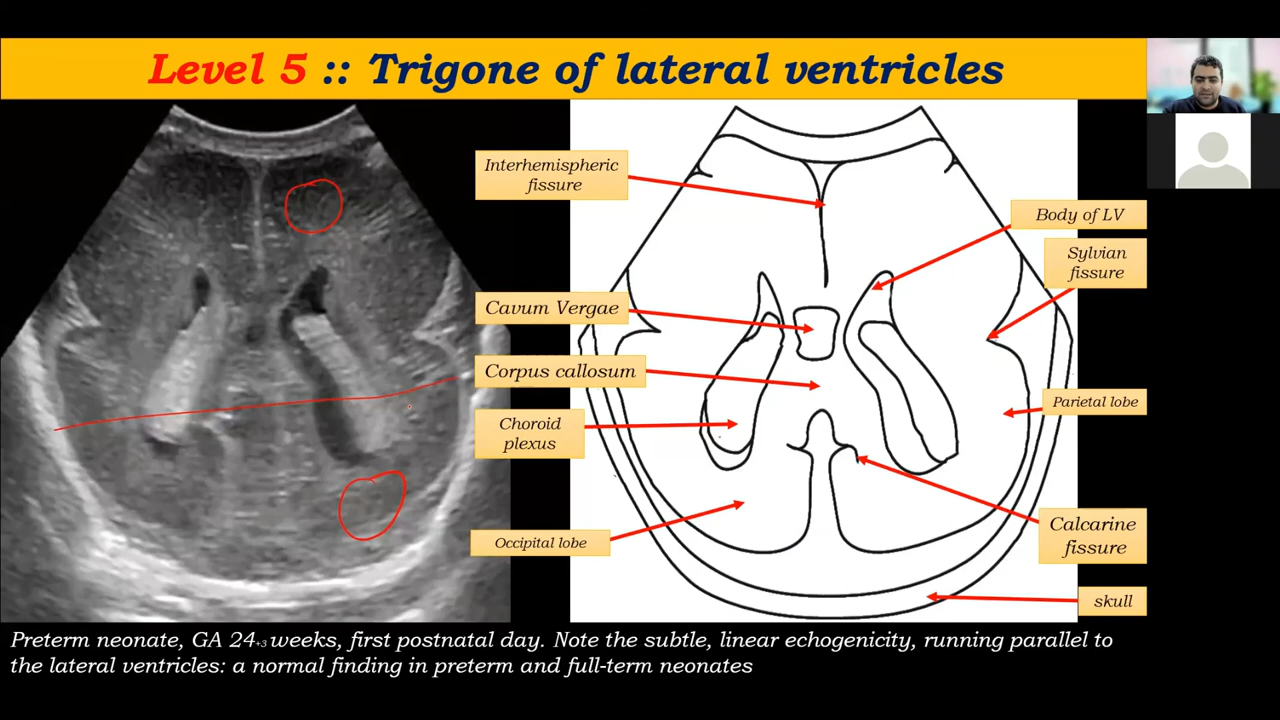 Level 5 :: Trigone of lateral ventricles
Interhemispheric
fissure
Body of LV
Sylvian
fissure
Cavum Vergae
Corpus callosum
Parietal lobe
Choroid
plexus
Calcarine
fissure
Occipital lobe
skull
Preterm neonate, GA 24+3 weeks, first postnatal day. Note the subtle, linear echogenicity, running parallel to
the lateral ventricles: a normal finding in preterm and full-term neonates